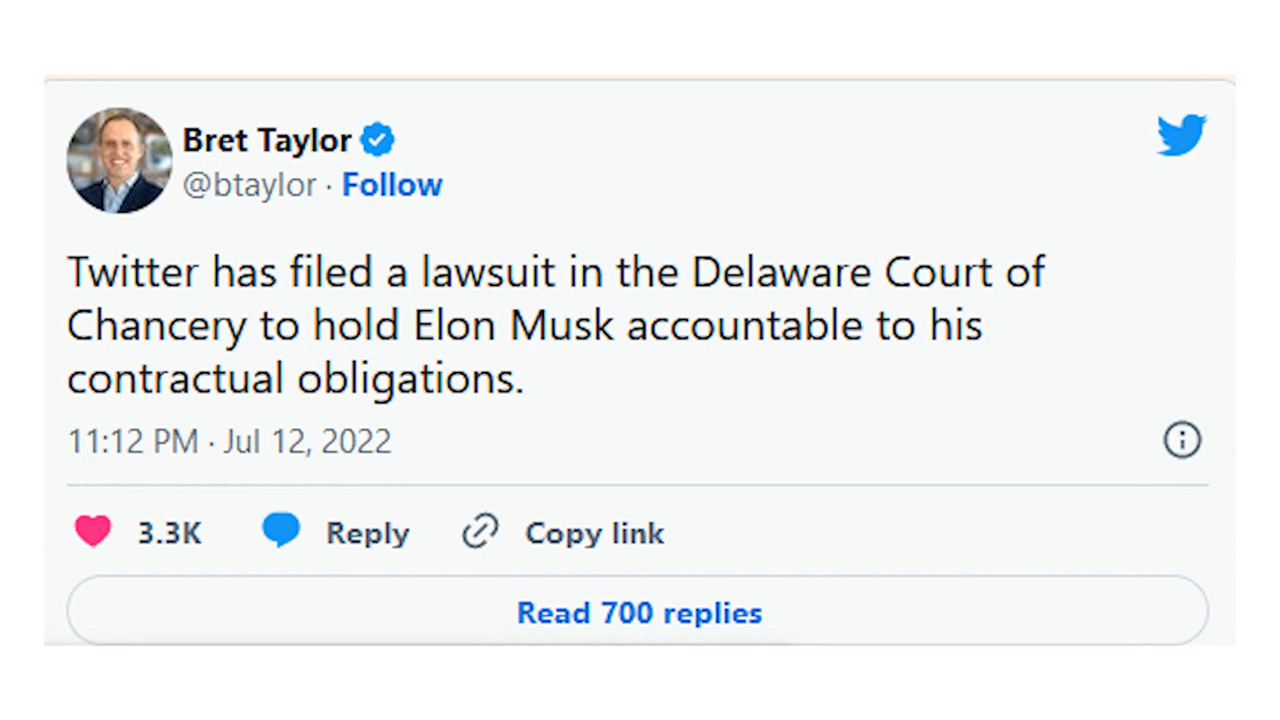 Bret Taylor
@btaylor · Follow
Twitter has filed a lawsuit in the Delaware Court of
Chancery to hold Elon Musk accountable to his
contractual obligations.
11:12 PM · Jul 12, 2022
3.3K Reply Copy link
Read 700 replies